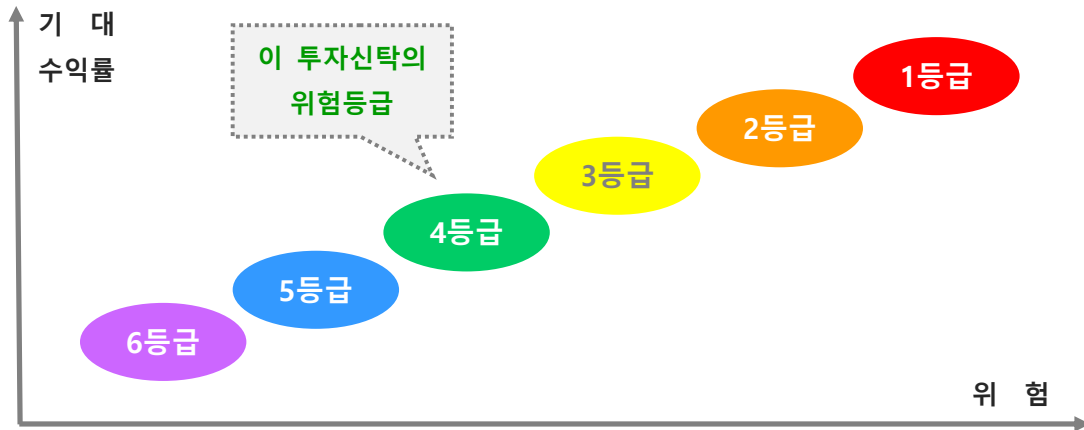 기 대
수익률
이 투자신탁의
위험등급
1등급
2등급
3등급
4등급
5등급
6등급
위 험